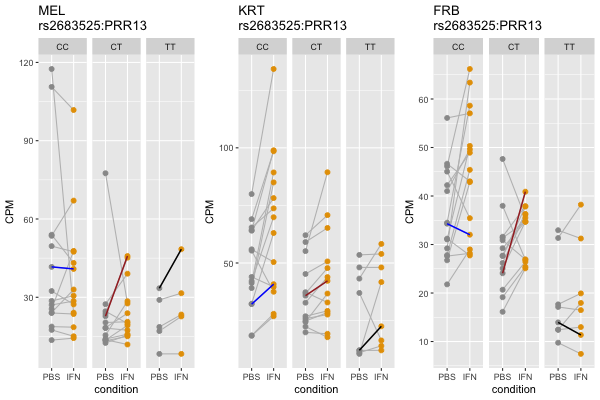 MEL
rs2683525:PRR13
CC CT TT
120
90
60
30
CPM
PBS IFN PBS IFN PBS IFN
condition
KRT
rs2683525:PRR13
CC CT TT
100
50
CPM
PBS IFN PBS IFN PBS IFN
condition
FRB
rs2683525:PRR13
CC CT TT
60
50
40
30
20
10
CPM
PBS IFN PBS IFN PBS IFN
condition